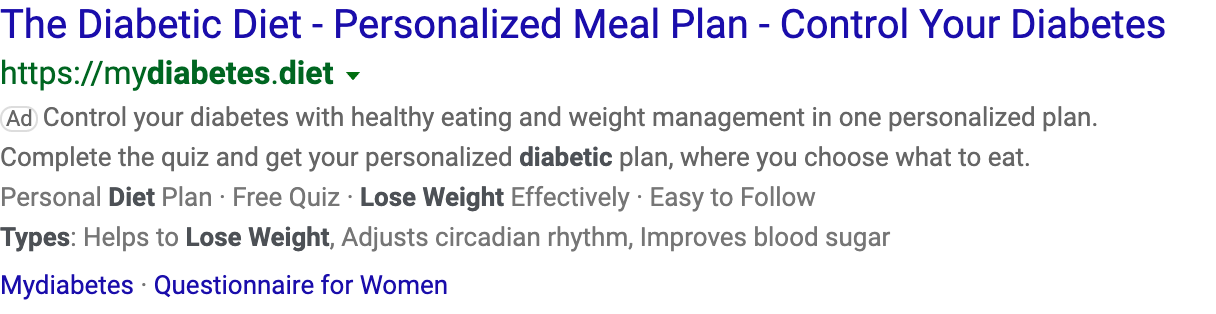 The Diabetic Diet - Personalized Meal Plan - Control Your Diabetes
https://mydiabetes.diet
Ad Control your diabetes with healthy eating and weight management in one personalized plan.
Complete the quiz and get your personalized diabetic plan, where you choose what to eat.
Personal Diet Plan · Free Quiz · Lose Weight Effectively · Easy to Follow
Types: Helps to Lose Weight, Adjusts circadian rhythm, Improves blood sugar
Mydiabetes · Questionnaire for Women